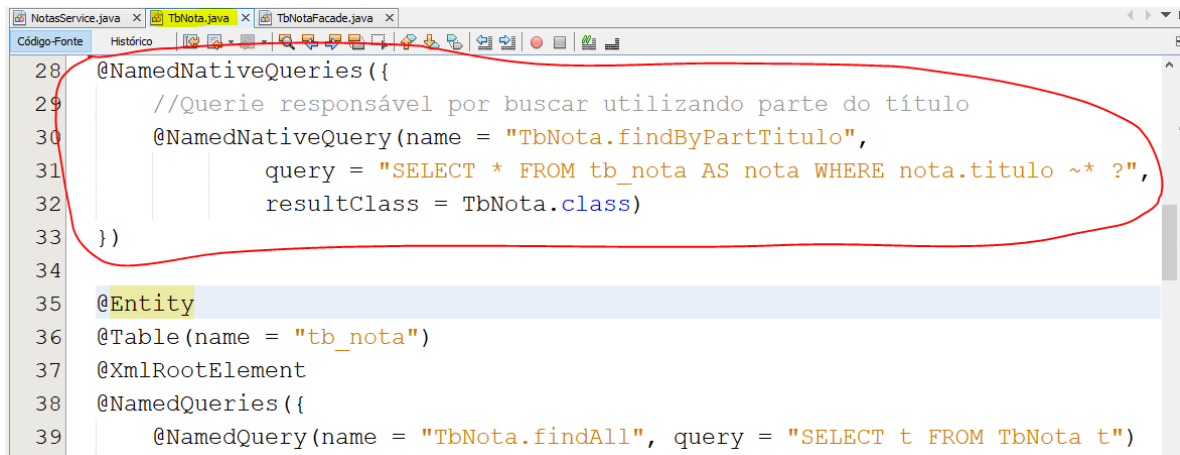 NotasService.java TbNota.java TbNotaFacade.java
Código-Fonte Histórico
28 @NamedNativeQueries({
29 //Querie responsável por buscar utilizando parte do título
30 @NamedNativeQuery(name = "TbNota.findByPartTitulo",
31 query = "SELECT * FROM tb_nota AS nota WHERE nota.titulo ~* ?",
32 resultClass = TbNota.class)
33 })
34
35 @Entity
36 @Table(name = "tb_nota")
37 @XmlRootElement
38 @NamedQueries({
39 @NamedQuery(name = "TbNota.findAll", query = "SELECT t FROM TbNota t")